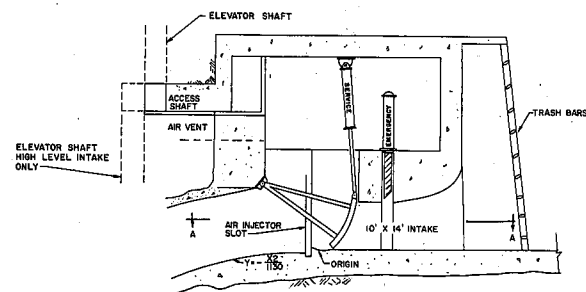 ELEVATOR SHAFT
ACCESS
SHAFT
AIR VENT
ELEVATOR SHAFT
HIGH LEVEL INTAKE
ONLY
SERVICE
EMERGENCY
TRASH BARS
A
AIR INJECTOR
SLOT
10' X 14' INTAKE
A
Y= X2
1130
ORIGIN